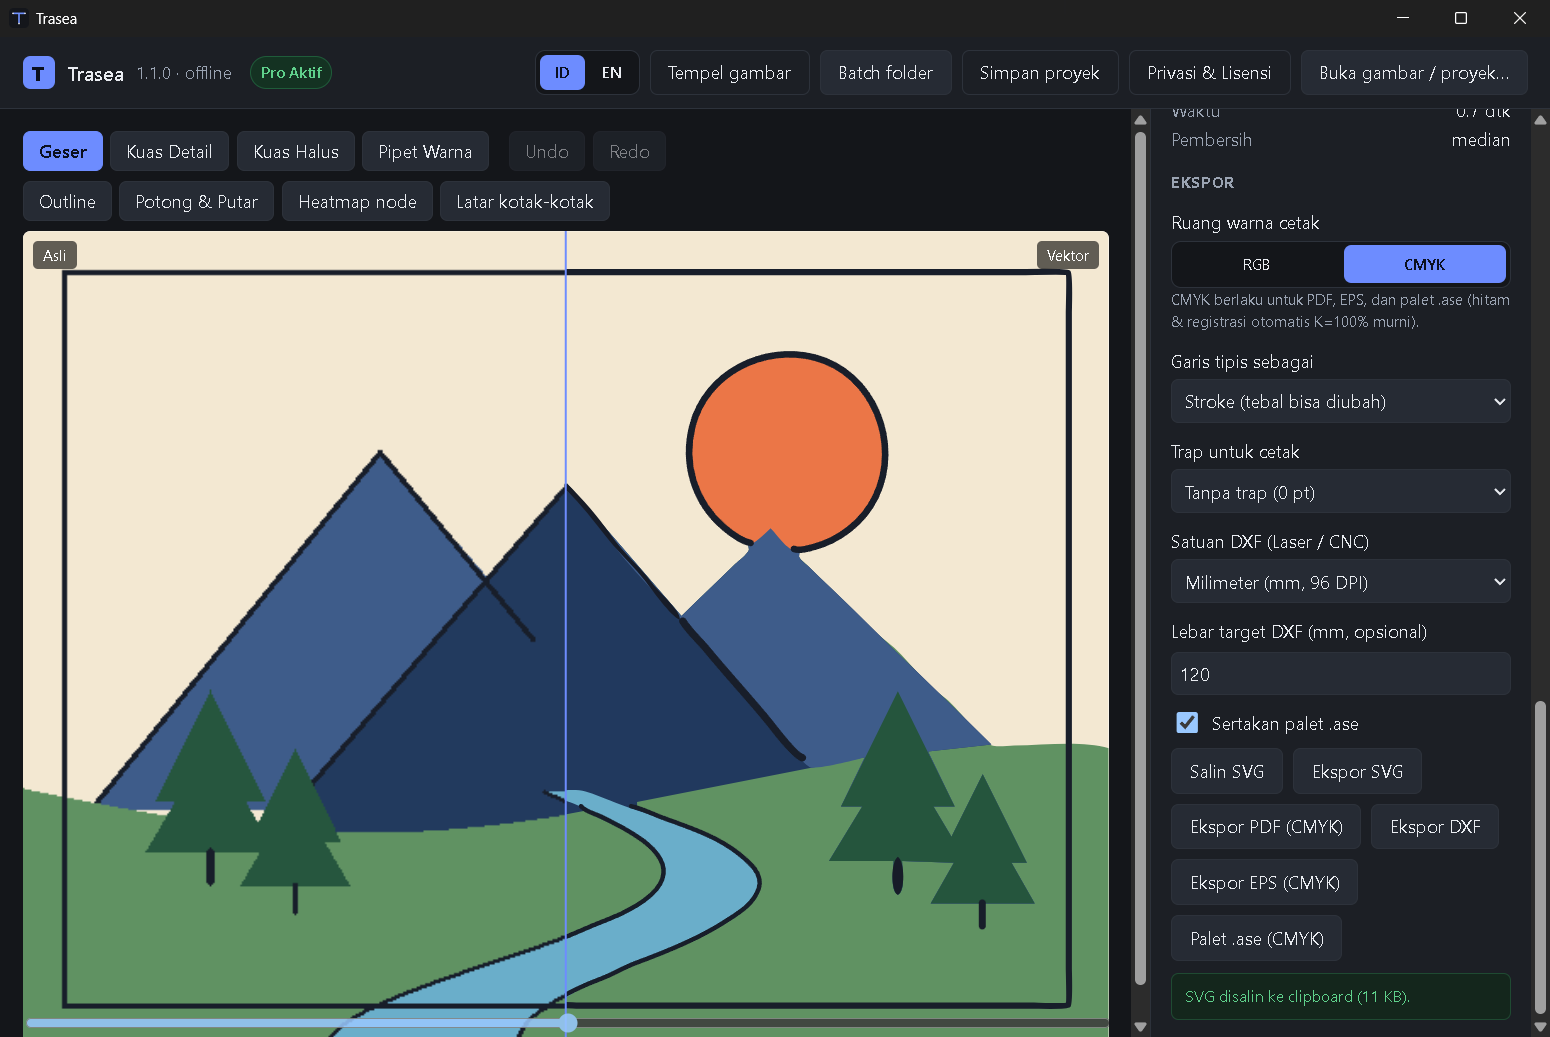 Trasea
T Trasea 1.1.0 · offline Pro Aktif ID EN Tempel gambar Batch folder Simpan proyek Privasi & Lisensi Buka gambar / proyek...
Geser Kuas Detail Kuas Halus Pipet Warna Undo Redo
Outline Potong & Putar Heatmap node Latar kotak-kotak
Asli
Vektor
Waktu 0.7 dtk
Pembersih median
EKSPOR
Ruang warna cetak
RGB CMYK
CMYK berlaku untuk PDF, EPS, dan palet .ase (hitam
& registrasi otomatis K=100% murni).
Garis tipis sebagai
Stroke (tebal bisa diubah)
Trap untuk cetak
Tanpa trap (0 pt)
Satuan DXF (Laser / CNC)
Milimeter (mm, 96 DPI)
Lebar target DXF (mm, opsional)
120
Sertakan palet .ase
Salin SVG Ekspor SVG
Ekspor PDF (CMYK) Ekspor DXF
Ekspor EPS (CMYK)
Palet .ase (CMYK)
SVG disalin ke clipboard (11 KB).